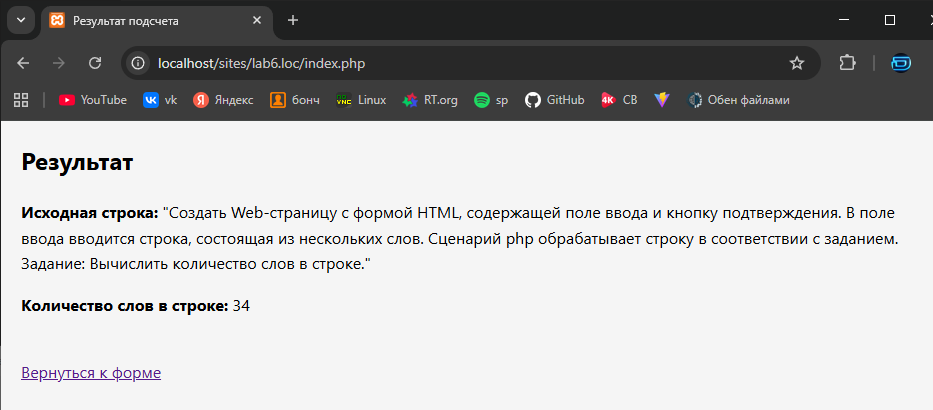 Результат подсчета
localhost/sites/lab6.loc/index.php
YouTube vk Яндекс бонч Linux RT.org sp GitHub СВ Обен файлами
Результат
Исходная строка: "Создать Web-страницу с формой HTML, содержащей поле ввода и кнопку подтверждения. В поле
ввода вводится строка, состоящая из нескольких слов. Сценарий php обрабатывает строку в соответствии с заданием.
Задание: Вычислить количество слов в строке."
Количество слов в строке: 34
Вернуться к форме